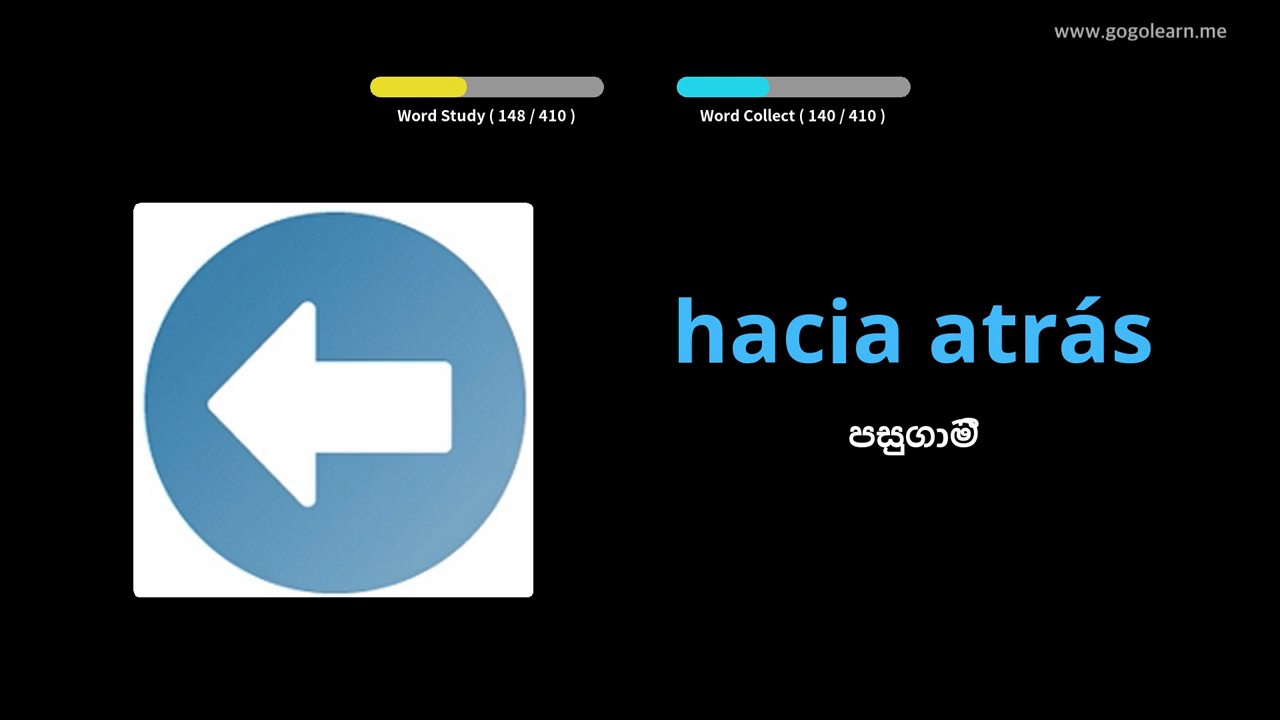 www.gogolearn.me
Word Study ( 148 / 410 )
Word Collect ( 140 / 410 )
hacia atrás
පසුගාමී